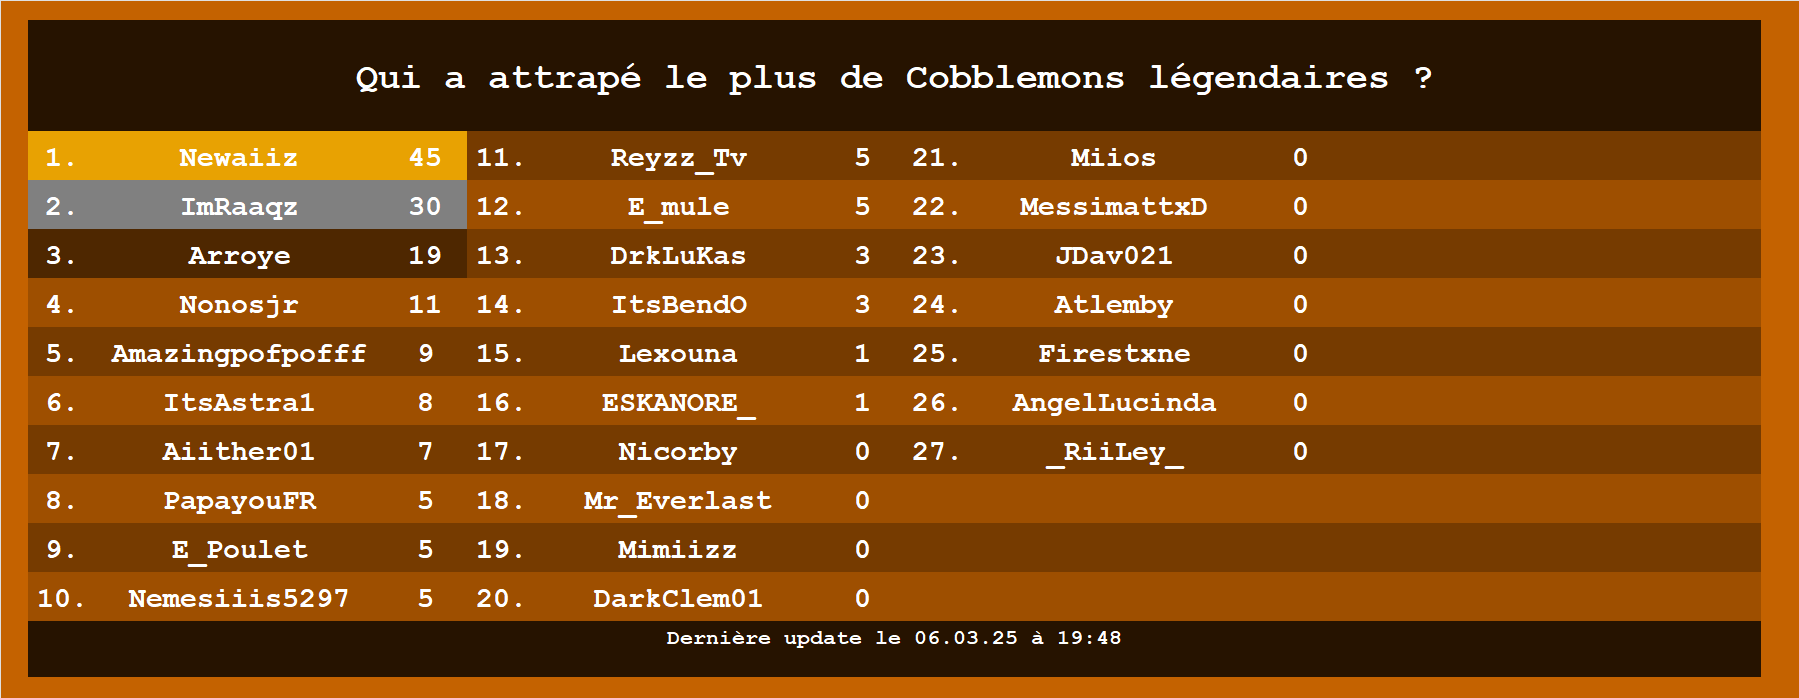 Qui a attrapé le plus de Cobblemons légendaires ?
1. Newaiiz 45 11. Reyzz_Tv 5 21. Miios 0
2. ImRaaqz 30 12. E_mule 5 22. MessimattxD 0
3. Arroye 19 13. DrkLuKas 3 23. JDav021 0
4. Nonosjr 11 14. ItsBendO 3 24. Atlemby 0
5. Amazingpofpofff 9 15. Lexouna 1 25. Firestxne 0
6. ItsAstra1 8 16. ESKANORE_ 1 26. AngelLucinda 0
7. Aiither01 7 17. Nicorby 0 27. _RiiLey_ 0
8. PapayouFR 5 18. Mr_Everlast 0
9. E_Poulet 5 19. Mimiizz 0
10. Nemesiiis5297 5 20. DarkClem01 0
Dernière update le 06.03.25 à 19:48